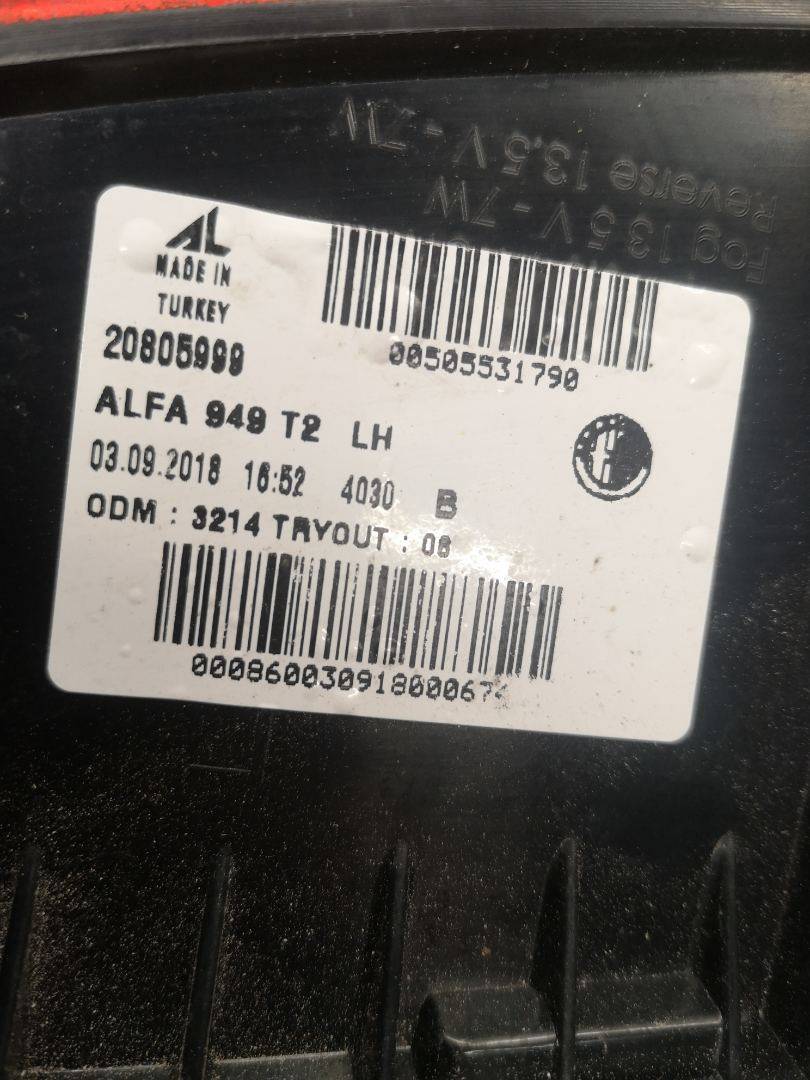 Reverse 13,5 V - 7W
Fog 13,5 V - 7W
AL
MADE IN
TURKEY
20805999
00505531790
ALFA 949 T2 LH
03.09.2018 16:52 4030 B
ODM : 3214 TRYOUT : 06